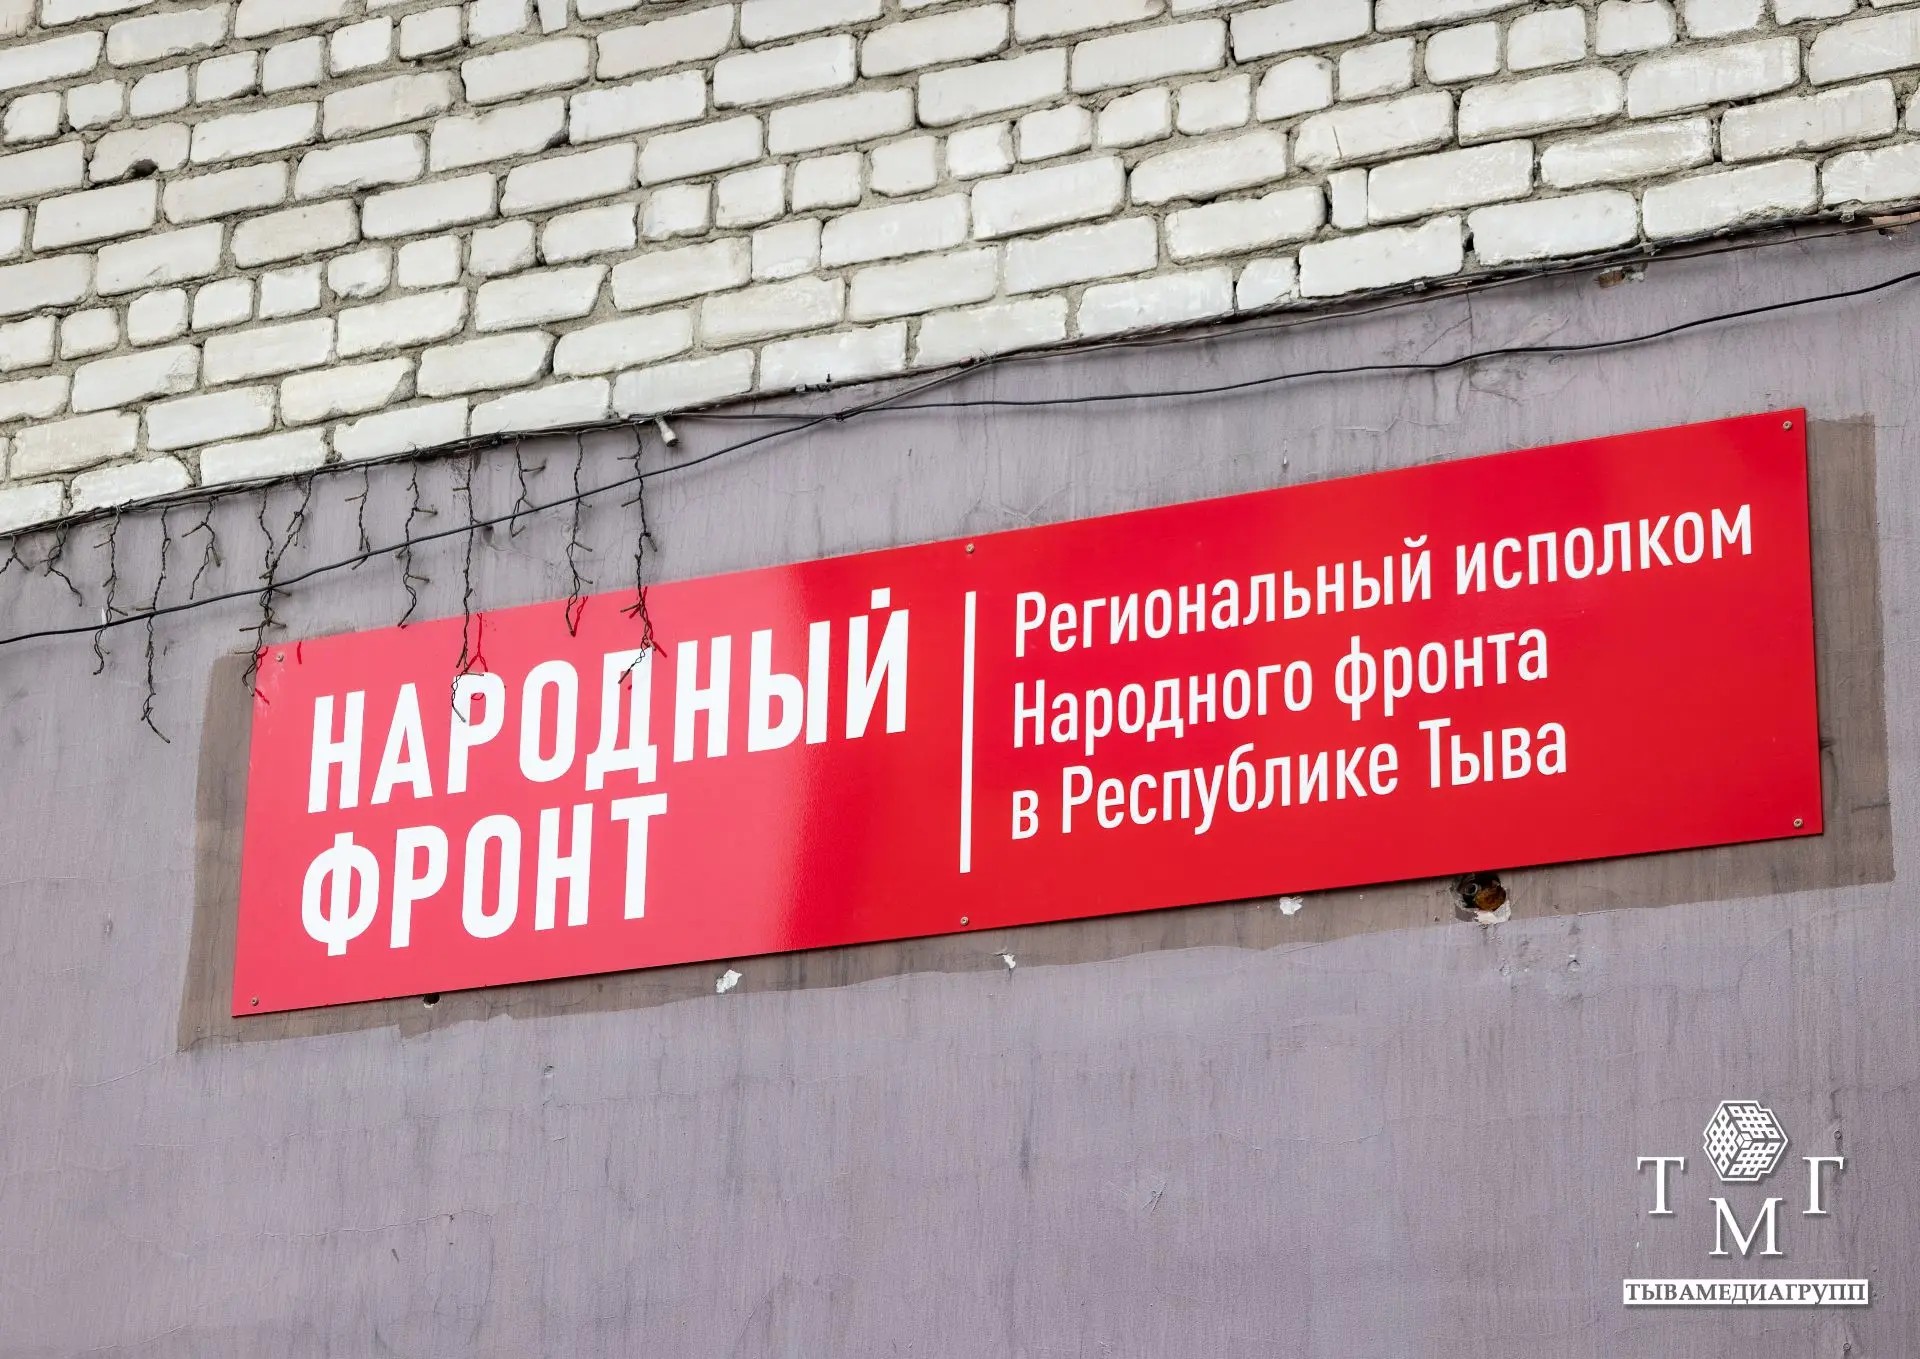 НАРОДНЫЙ
ФРОНТ
Региональный исполком
Народного фронта
в Республике Тыва
Т М Г
ТЫВАМЕДИАГРУПП